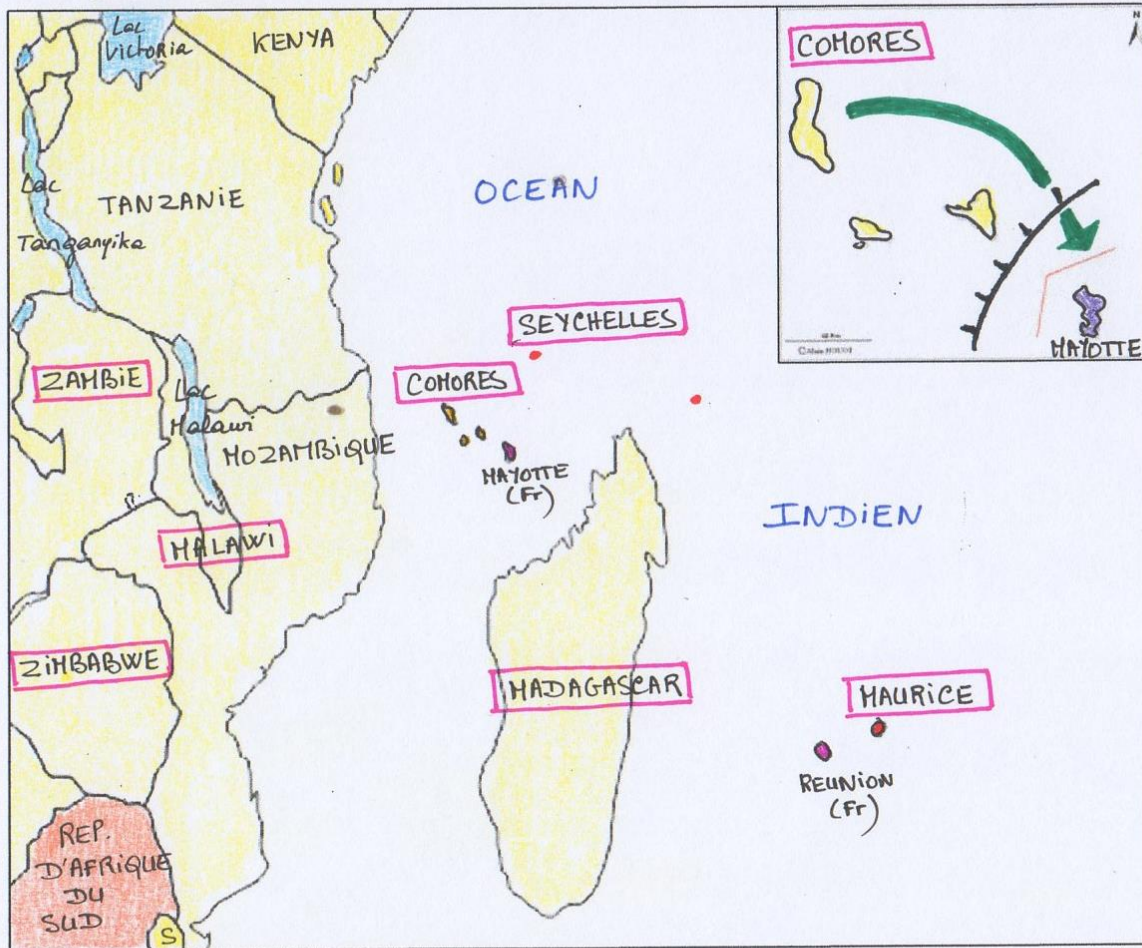 Lac
Victoria
KENYA
COMORES
N
TANZANIE
OCEAN
Lac
Tanganyika
SEYCHELLES
MAYOTTE
ZAMBIE
COMORES
Lac
Malawi
MOZAMBIQUE
MAYOTTE
(Fr)
INDIEN
MALAWI
ZIMBABWE
MADAGASCAR
MAURICE
REUNION
(Fr)
REP.
D'AFRIQUE
DU
SUD
S